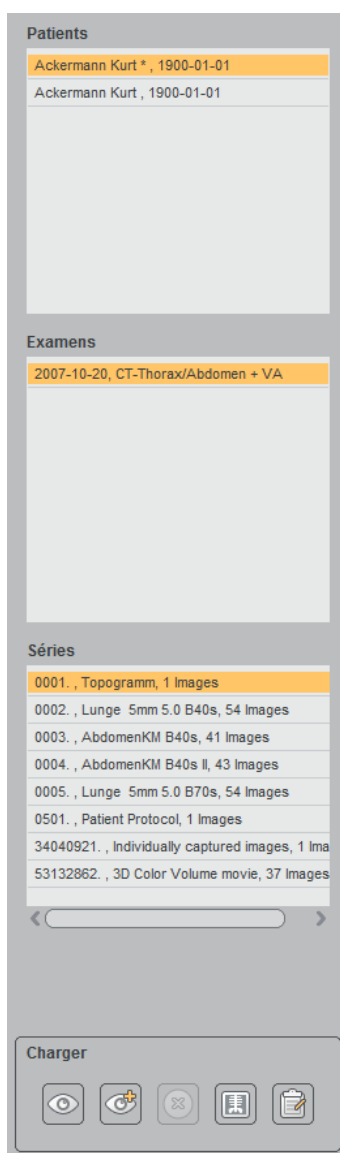 Patients
Ackermann Kurt * , 1900-01-01
Ackermann Kurt , 1900-01-01
Examens
2007-10-20, CT-Thorax/Abdomen + VA
Séries
0001. , Topogramm, 1 Images
0002. , Lunge 5mm 5.0 B40s, 54 Images
0003. , AbdomenKM B40s, 41 Images
0004. , AbdomenKM B40s II, 43 Images
0005. , Lunge 5mm 5.0 B70s, 54 Images
0501. , Patient Protocol, 1 Images
34040921. , Individually captured images, 1 Ima
53132862. , 3D Color Volume movie, 37 Images
Charger